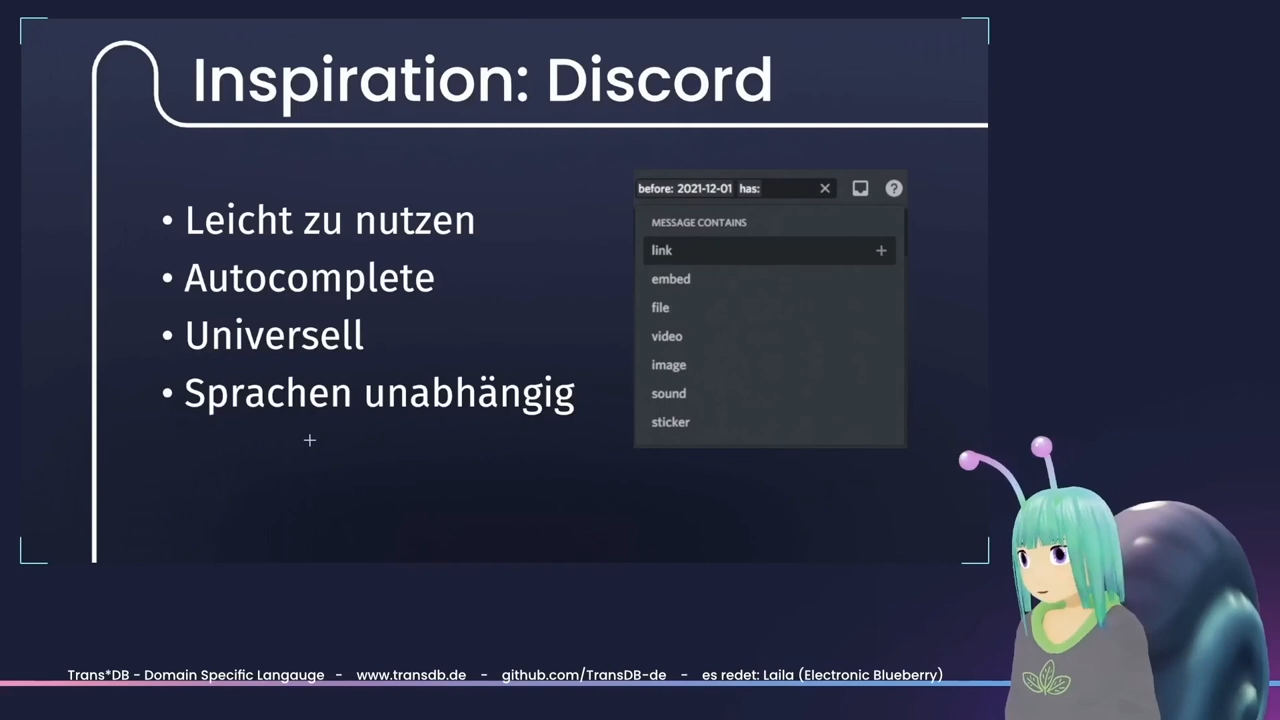 Inspiration: Discord
• Leicht zu nutzen
• Autocomplete
• Universell
• Sprachen unabhängig
before: 2021-12-01 has:
MESSAGE CONTAINS
link
embed
file
video
image
sound
sticker
Trans*DB - Domain Specific Langauge - www.transdb.de - github.com/TransDB-de - es redet: Laila (Electronic Blueberry)